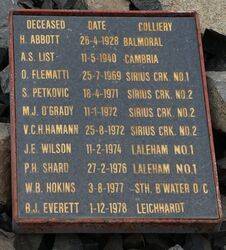 DECEASED DATE COLLIERY
H. ABBOTT 26-4-1928 BALMORAL
A.S. LIST 11-5-1940 CAMBRIA
O. FLEMATTI 25-7-1969 SIRIUS CRK. NO.1
S. PETKOVIC 18-4-1971 SIRIUS CRK. NO.2
M.J. O'GRADY 11-1-1972 SIRIUS CRK. NO.2
V.C.H. HAMANN 25-8-1972 SIRIUS CRK. NO.2
J.E. WILSON 11-2-1974 LALEHAM NO.1
P.H. SHARD 27-2-1976 LALEHAM NO.1
W.B. HOKINS 3-8-1977 STH. B'WATER O/C
B.J. EVERETT 1-12-1978 LEICHHARDT